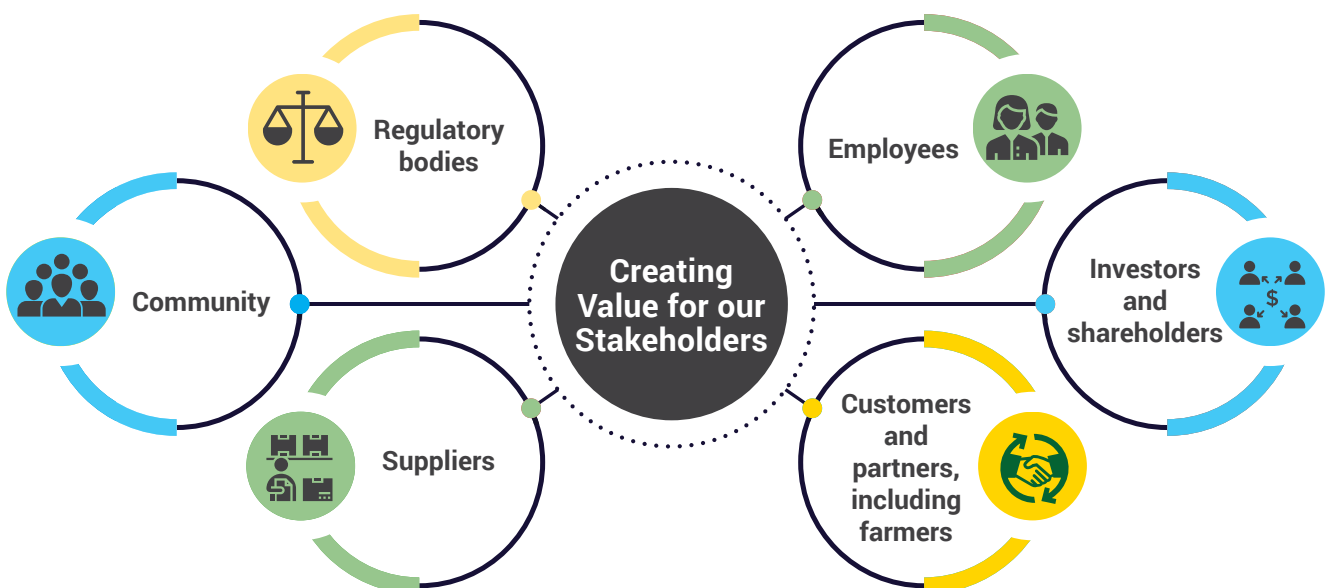 Regulatory
bodies
Employees
Community
Creating
Value for our
Stakeholders
Investors
and
shareholders
$
Suppliers
Customers
and
partners,
including
farmers